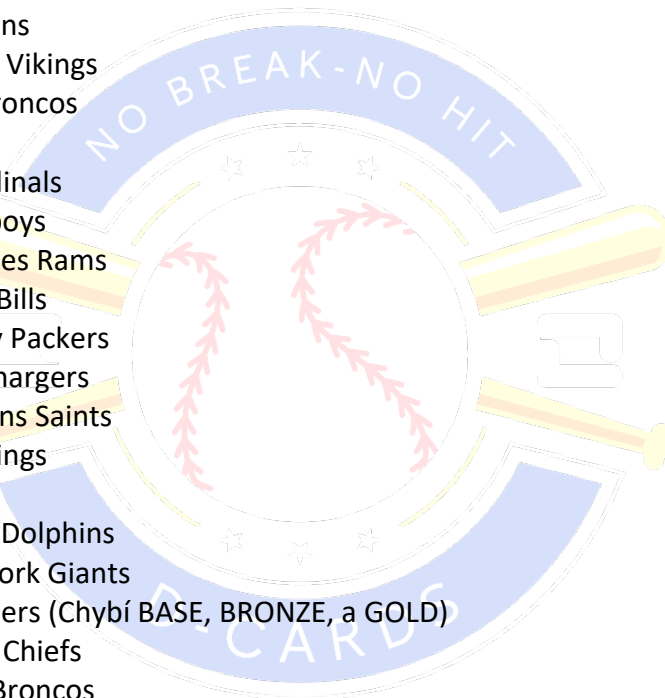 ns
Vikings
roncos
NO BREAK-NO HIT
dinals
boys
es Rams
Bills
y Packers
hargers
ns Saints
ings
Dolphins
ork Giants
ers (Chybí BASE, BRONZE, a GOLD)
Chiefs
Broncos
D-CARDS